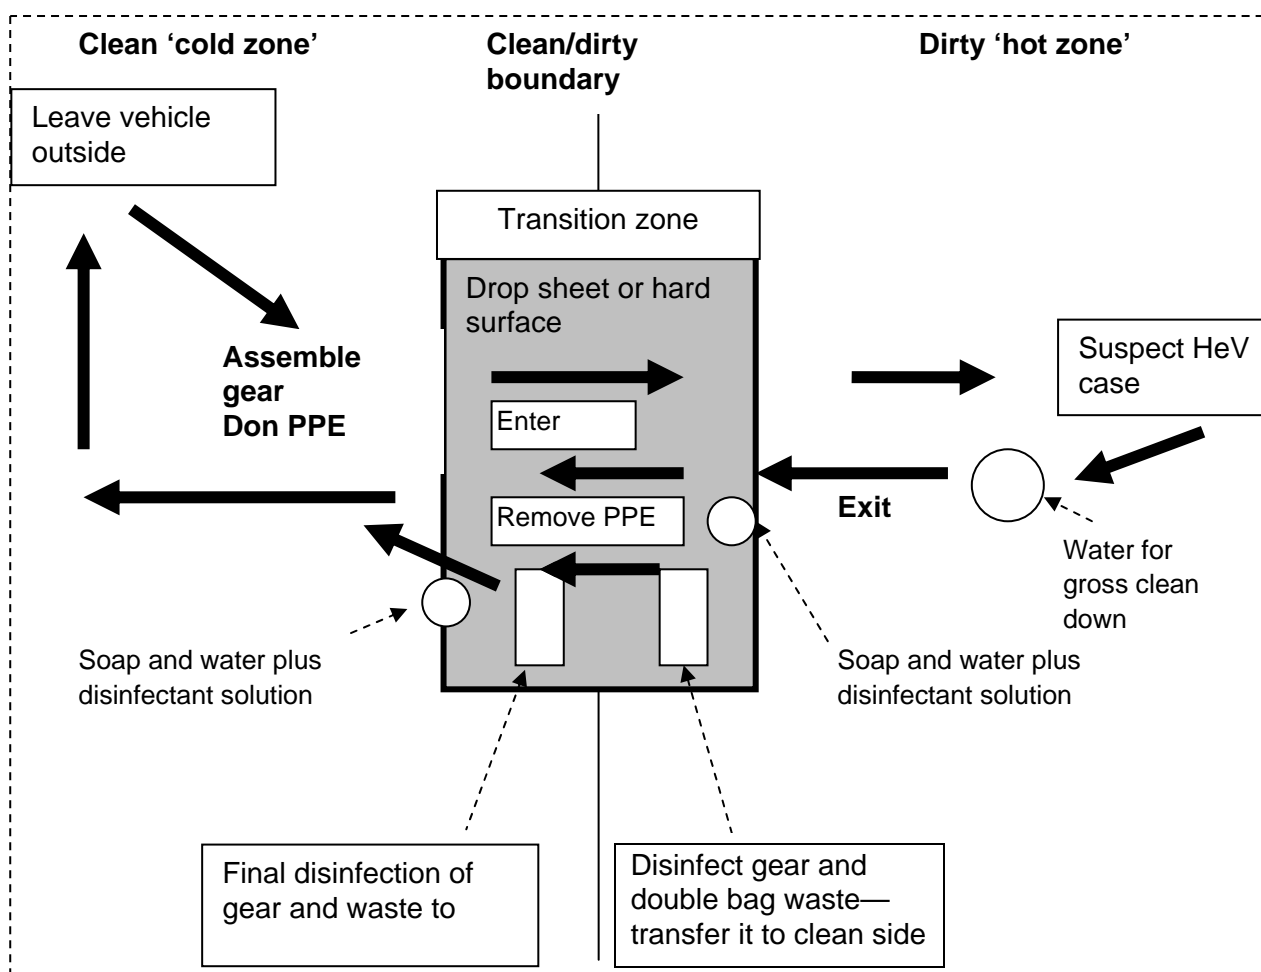 Clean ‘cold zone’
Clean/dirty
boundary
Dirty ‘hot zone’
Leave vehicle
outside
Transition zone
Drop sheet or hard
surface
Assemble
gear
Don PPE
Enter
Suspect HeV
case
Remove PPE
Exit
Water for
gross clean
down
Soap and water plus
disinfectant solution
Soap and water plus
disinfectant solution
Final disinfection of
gear and waste to
Disinfect gear and
double bag waste—
transfer it to clean side